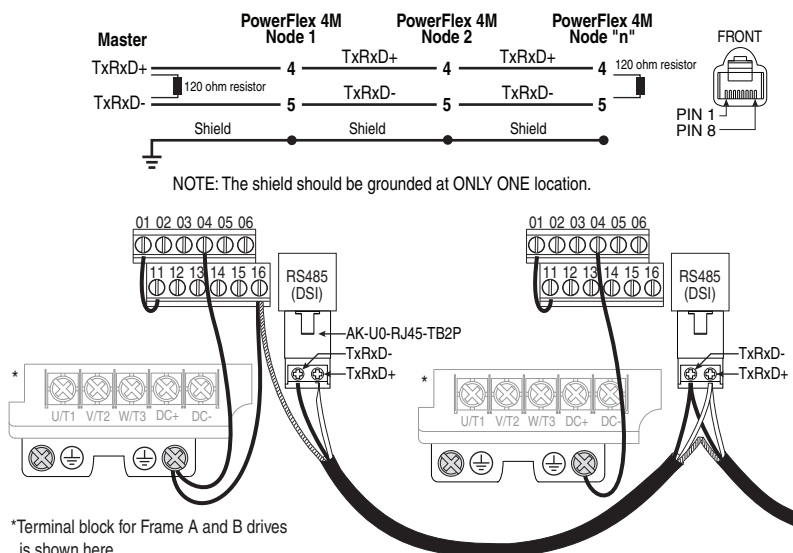 PowerFlex 4M
Node 1
PowerFlex 4M
Node 2
PowerFlex 4M
Node "n"
Master
FRONT
TxRxD+
4
TxRxD+
4
TxRxD+
4
120 ohm resistor
120 ohm resistor
TxRxD-
5
TxRxD-
5
TxRxD-
5
PIN 1
PIN 8
Shield
Shield
Shield
NOTE: The shield should be grounded at ONLY ONE location.
01 02 03 04 05 06
11 12 13 14 15 16
RS485
(DSI)
AK-U0-RJ45-TB2P
TxRxD-
TxRxD+
*
U/T1 V/T2 W/T3 DC+ DC-
01 02 03 04 05 06
11 12 13 14 15 16
RS485
(DSI)
TxRxD-
TxRxD+
*
U/T1 V/T2 W/T3 DC+ DC-
*Terminal block for Frame A and B drives
is shown here